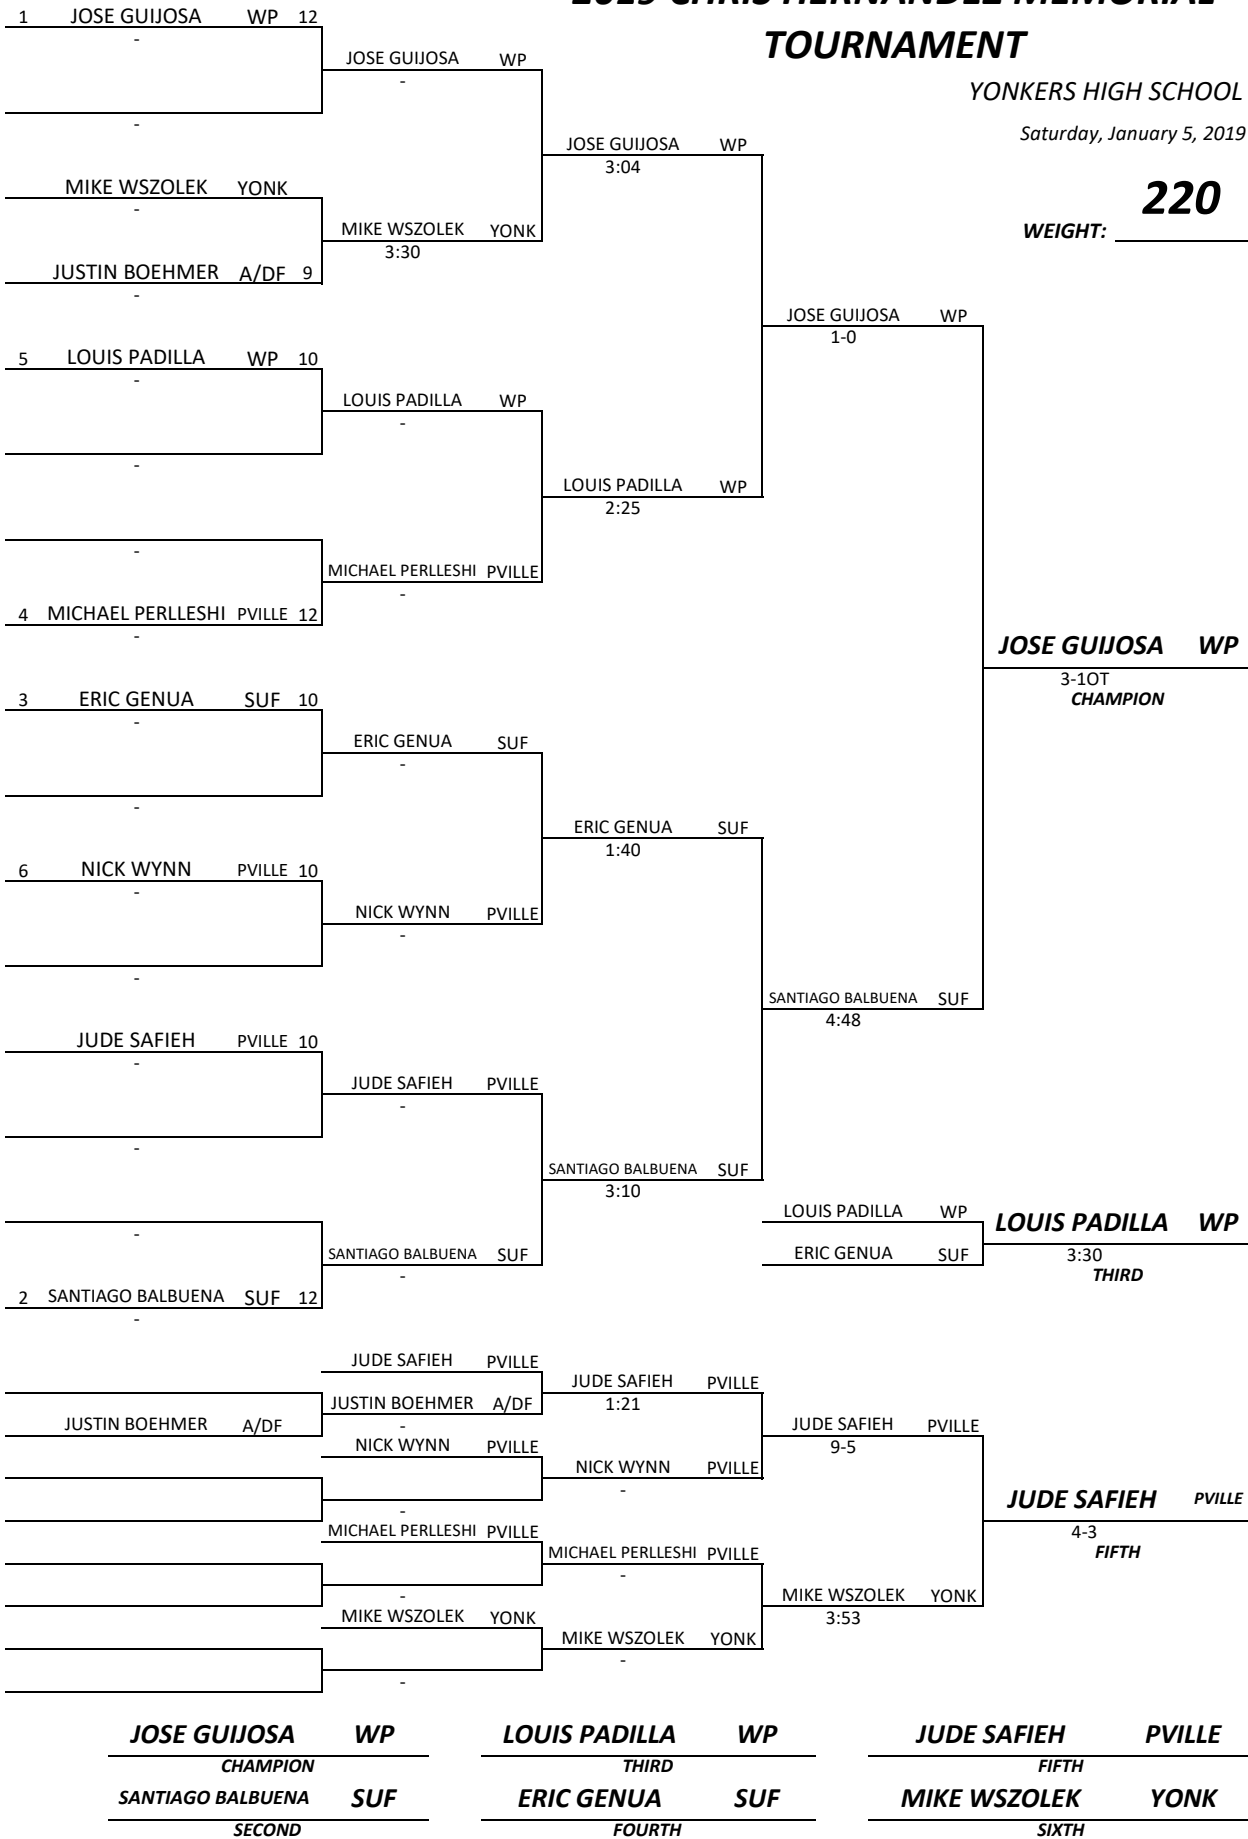 2019 CHRIS HERNANDEZ MEMORIAL
TOURNAMENT
YONKERS HIGH SCHOOL
Saturday, January 5, 2019
220
WEIGHT:
1 JOSE GUIJOSA WP 12
-
JOSE GUIJOSA WP
-
-
JOSE GUIJOSA WP
3:04
MIKE WSZOLEK YONK
-
MIKE WSZOLEK YONK
3:30
JUSTIN BOEHMER A/DF 9
-
JOSE GUIJOSA WP
1-0
5 LOUIS PADILLA WP 10
-
LOUIS PADILLA WP
-
-
LOUIS PADILLA WP
2:25
-
MICHAEL PERLLESHI PVILLE
-
4 MICHAEL PERLLESHI PVILLE 12
-
JOSE GUIJOSA WP
3-1OT
CHAMPION
3 ERIC GENUA SUF 10
-
ERIC GENUA SUF
-
-
ERIC GENUA SUF
1:40
6 NICK WYNN PVILLE 10
-
NICK WYNN PVILLE
-
-
SANTIAGO BALBUENA SUF
4:48
JUDE SAFIEH PVILLE 10
-
JUDE SAFIEH PVILLE
-
-
SANTIAGO BALBUENA SUF
3:10
-
SANTIAGO BALBUENA SUF
-
2 SANTIAGO BALBUENA SUF 12
-
LOUIS PADILLA WP
ERIC GENUA SUF
LOUIS PADILLA WP
3:30
THIRD
JUDE SAFIEH PVILLE
JUDE SAFIEH PVILLE
1:21
JUSTIN BOEHMER A/DF
-
JUSTIN BOEHMER A/DF
JUDE SAFIEH PVILLE
9-5
NICK WYNN PVILLE
NICK WYNN PVILLE
-
-
JUDE SAFIEH PVILLE
4-3
FIFTH
MICHAEL PERLLESHI PVILLE
MICHAEL PERLLESHI PVILLE
-
-
MIKE WSZOLEK YONK
3:53
MIKE WSZOLEK YONK
MIKE WSZOLEK YONK
-
-
JOSE GUIJOSA WP LOUIS PADILLA WP JUDE SAFIEH PVILLE
CHAMPION THIRD FIFTH
SANTIAGO BALBUENA SUF ERIC GENUA SUF MIKE WSZOLEK YONK
SECOND FOURTH SIXTH